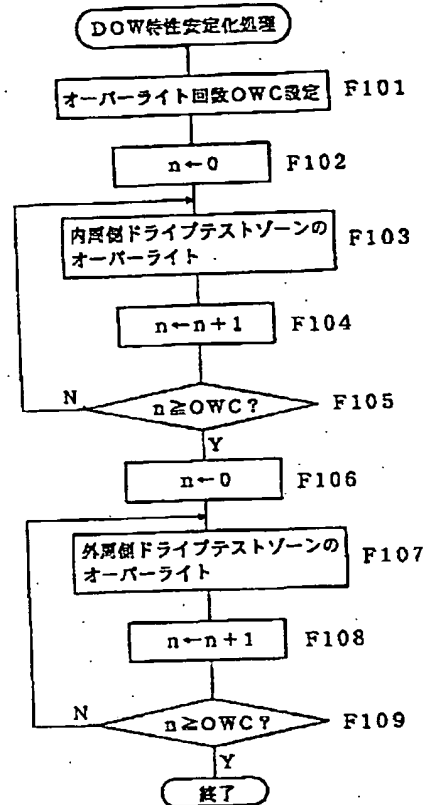 DOW特性安定化処理
オーバーライト回数OWC設定 F101
n←0 F102
内周側ドライブテストゾーンの
オーバーライト F103
n←n+1 F104
N n≧OWC? F105
Y
n←0 F106
外周側ドライブテストゾーンの
オーバーライト F107
n←n+1 F108
N n≧OWC? F109
Y
終了